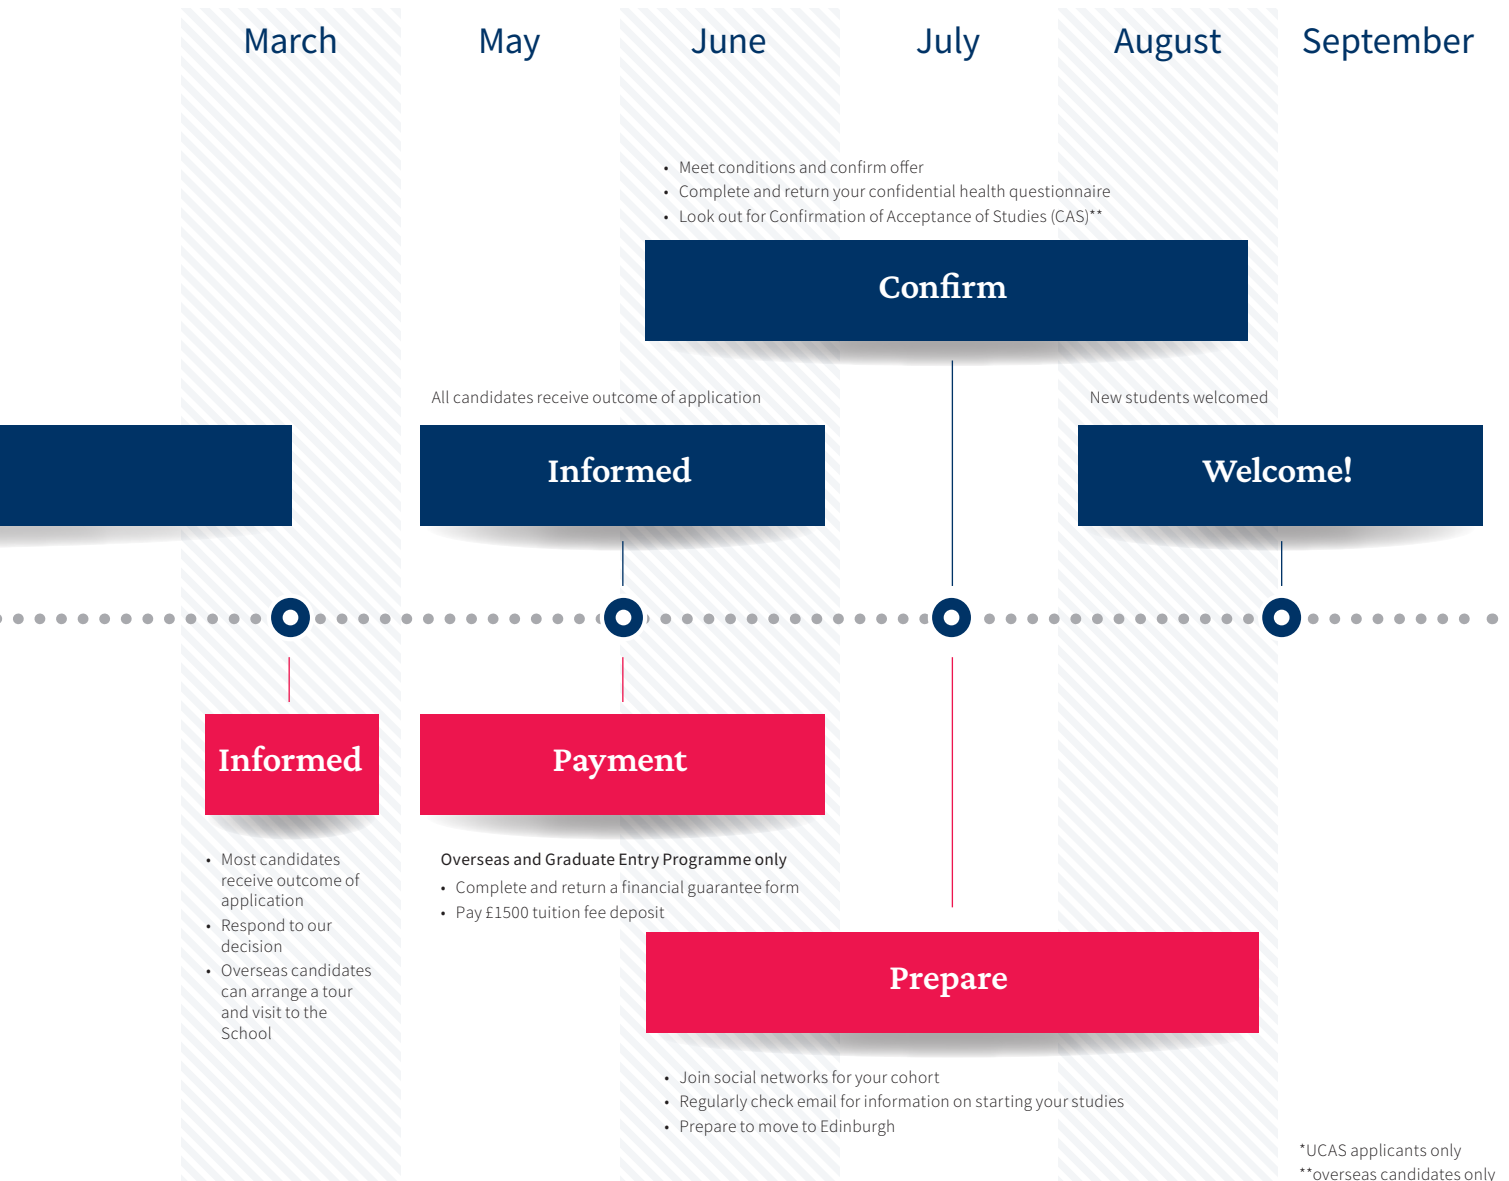 March
May
June
July
August
September
• Meet conditions and confirm offer
• Complete and return your confidential health questionnaire
• Look out for Confirmation of Acceptance of Studies (CAS)**
Confirm
All candidates receive outcome of application
New students welcomed
Informed
Welcome!
Informed
Payment
• Most candidates
receive outcome of
application
• Respond to our
decision
• Overseas candidates
can arrange a tour
and visit to the
School
Overseas and Graduate Entry Programme only
• Complete and return a financial guarantee form
• Pay £1500 tuition fee deposit
Prepare
• Join social networks for your cohort
• Regularly check email for information on starting your studies
• Prepare to move to Edinburgh
*UCAS applicants only
**overseas candidates only